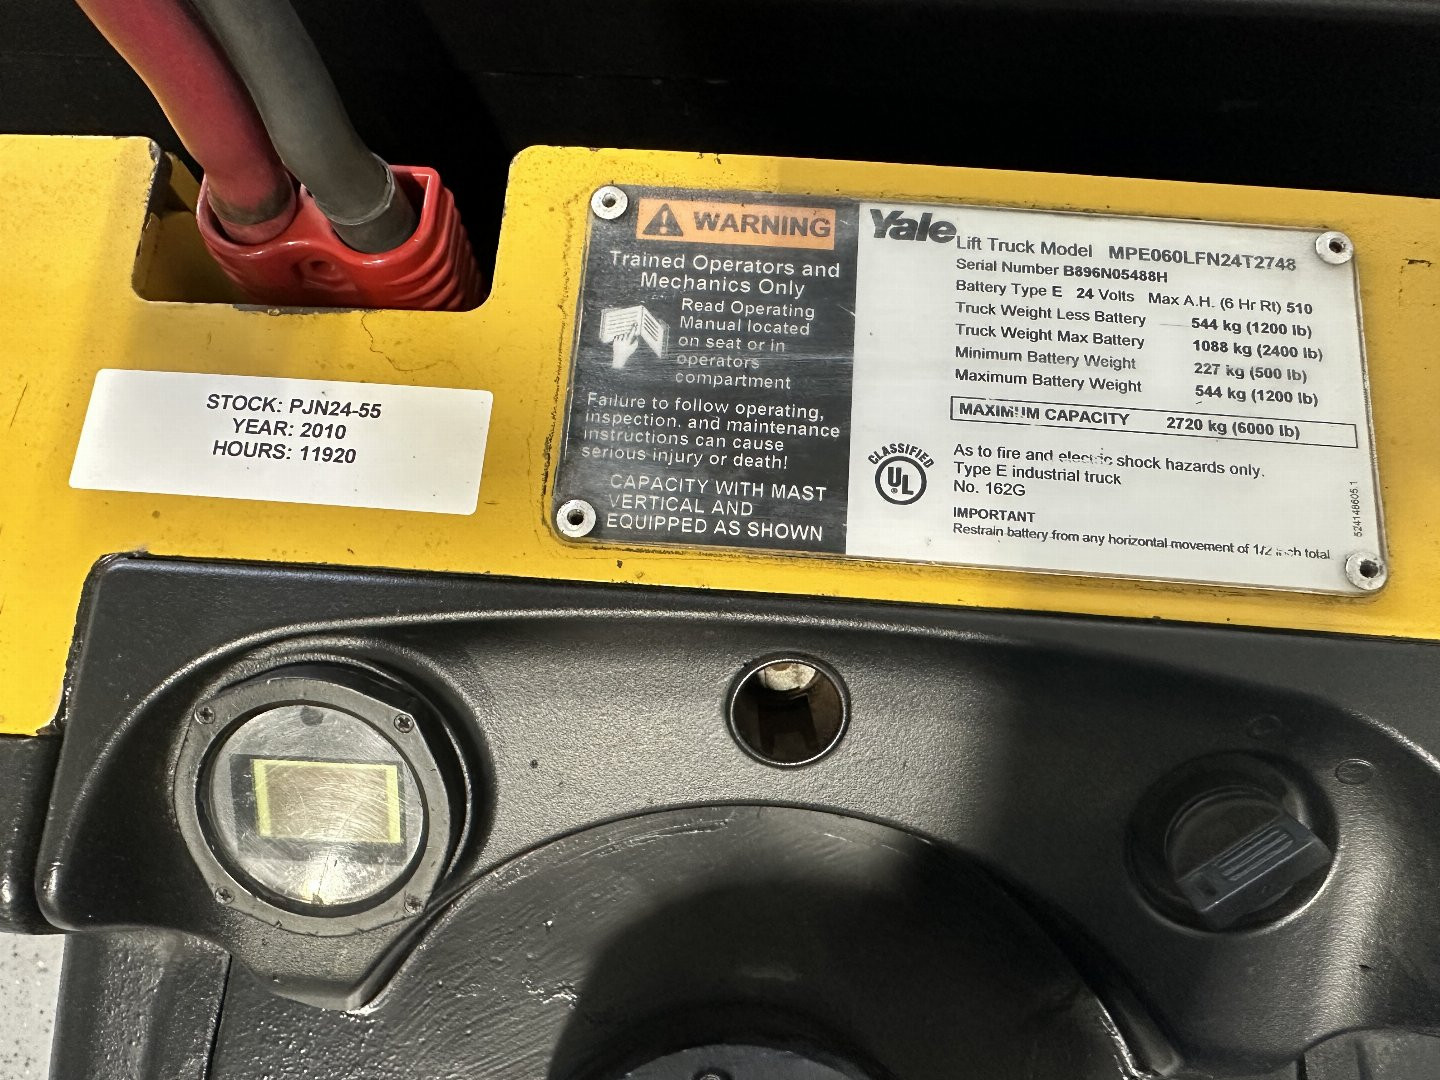 STOCK: PJN24-55
YEAR: 2010
HOURS: 11920
WARNING
Trained Operators and
Mechanics Only
Read Operating
Manual located
on seat or in
operators
compartment
Failure to follow operating,
inspection, and maintenance
instructions can cause
serious injury or death!
CAPACITY WITH MAST
VERTICAL AND
EQUIPPED AS SHOWN
Yale
Lift Truck Model MPE060LFN24T2748
Serial Number B896N05488H
Battery Type E 24 Volts Max A.H. (6 Hr Rt) 510
Truck Weight Less Battery 544 kg (1200 lb)
Truck Weight Max Battery 1088 kg (2400 lb)
Minimum Battery Weight 227 kg (500 lb)
Maximum Battery Weight 544 kg (1200 lb)
MAXIMUM CAPACITY 2720 kg (6000 lb)
CLASSIFIED
UL
As to fire and electric shock hazards only.
Type E industrial truck
No. 162G
IMPORTANT
Restrain battery from any horizontal movement of 1/2 inch total
524148605.1